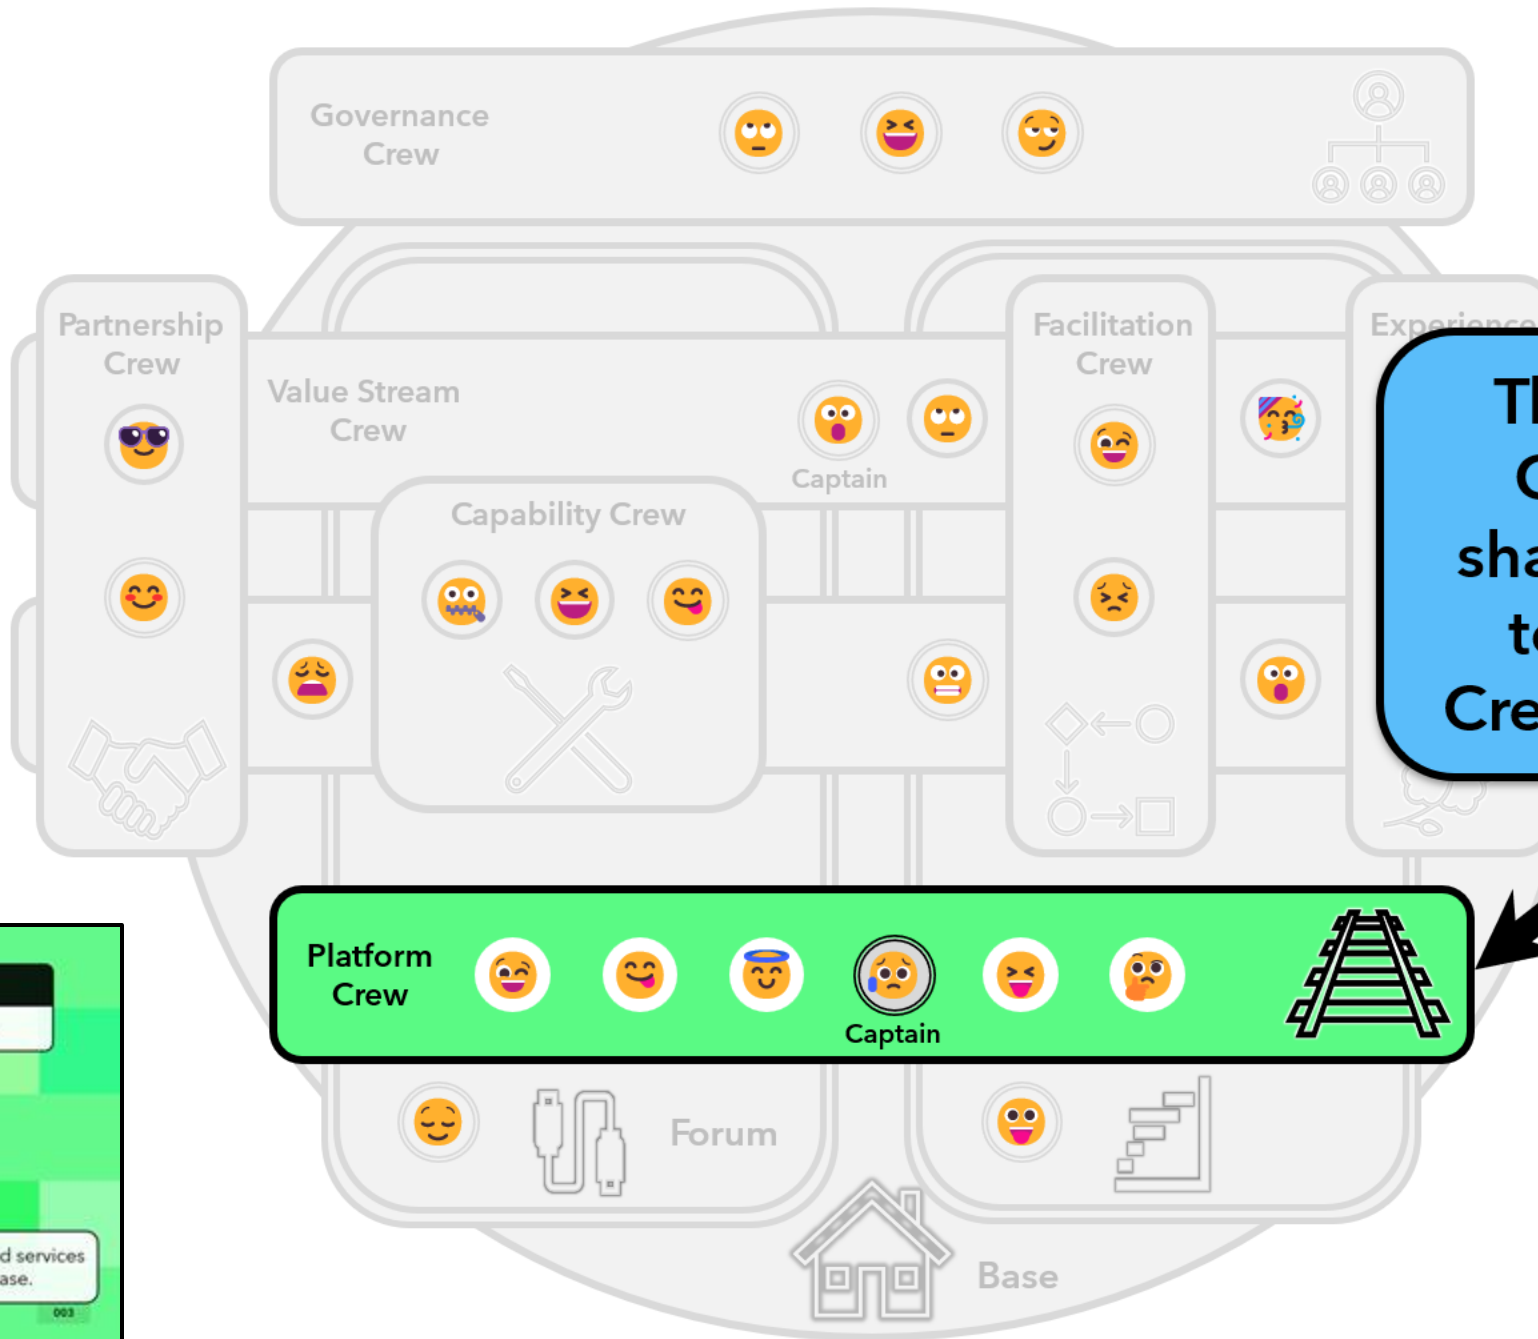 Governance
Crew
Partnership
Crew
Value Stream
Crew
Captain
Facilitation
Crew
Experience
Capability Crew
Platform
Crew
Captain
Forum
Base
services
003